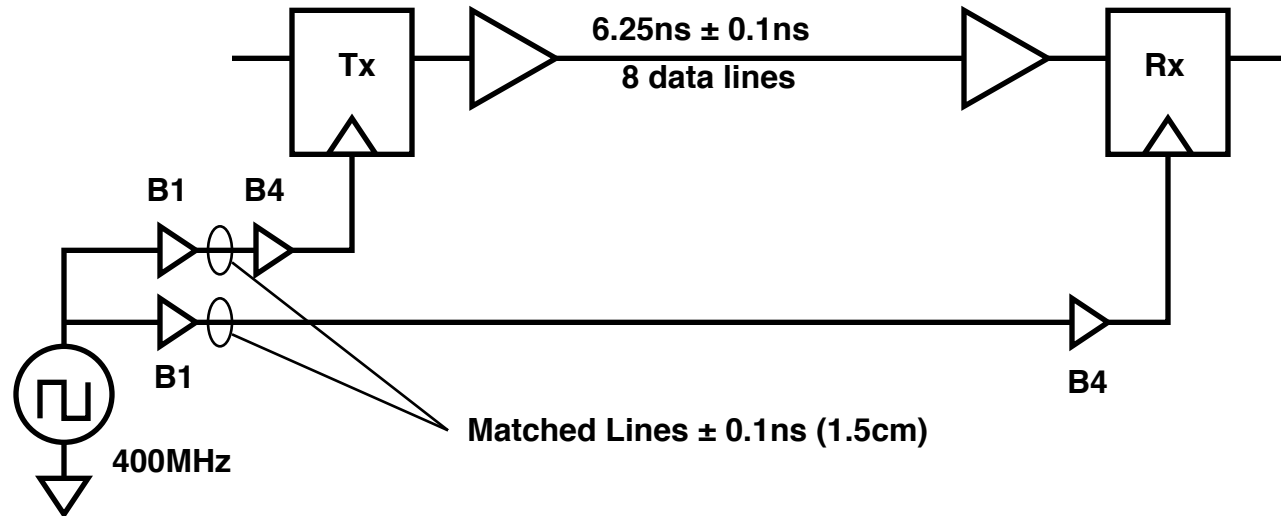 6.25ns ± 0.1ns
Tx
Rx
8 data lines
B1
B4
B1
B4
Matched Lines ± 0.1ns (1.5cm)
400MHz